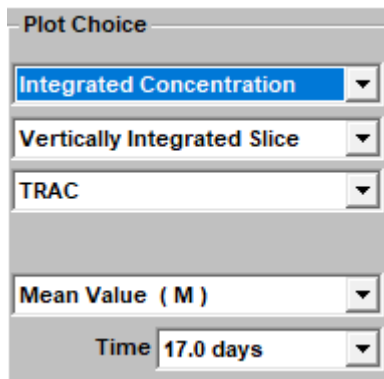 Plot Choice
Integrated Concentration
Vertically Integrated Slice
TRAC
Mean Value ( M )
Time 17.0 days